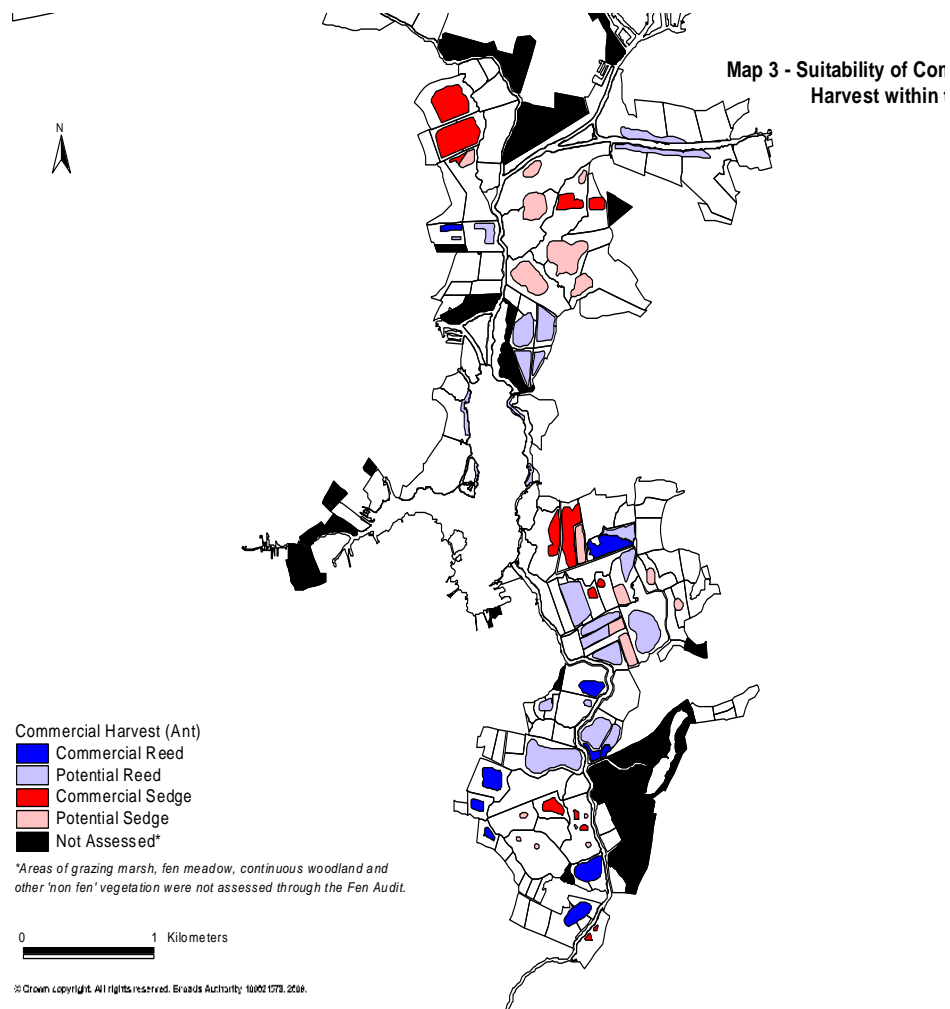 Map 3 - Suitability of Com
Harvest within t
N
Commercial Harvest (Ant)
Commercial Reed
Potential Reed
Commercial Sedge
Potential Sedge
Not Assessed*
*Areas of grazing marsh, fen meadow, continuous woodland and
other 'non fen' vegetation were not assessed through the Fen Audit.
0 1 Kilometers
© Crown copyright. All rights reserved. Broads Authority